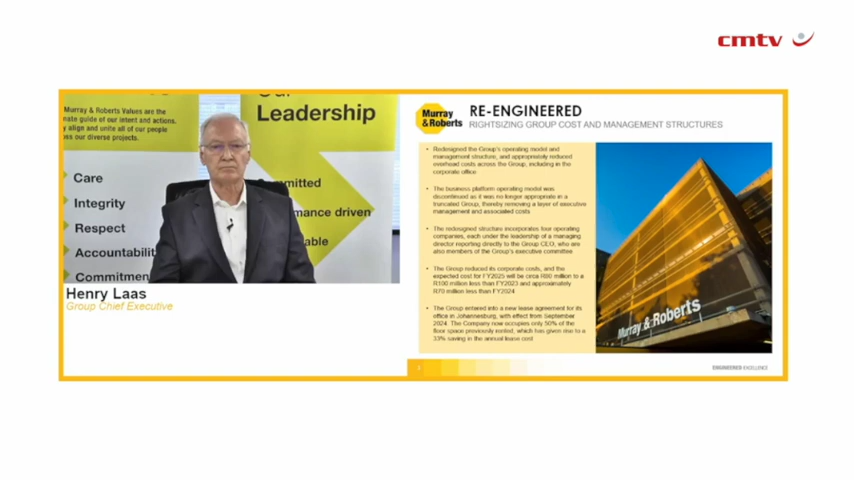 cmtv
Murray & Roberts Values are the
guide of our intent and actions.
align and unite all of our people
our diverse projects.
Care
Integrity
Respect
Accountabilit
Commitmen
Our
Leadership
mmitted
mance driven
able
Henry Laas
Group Chief Executive
Murray
&Roberts
RE-ENGINEERED
RIGHTSIZING GROUP COST AND MANAGEMENT STRUCTURES
• Redesigned the Group's operating model and
management structure, and appropriately reduced
overhead costs across the Group, including in the
corporate office
• The business platform operating model was
discontinued as it was no longer appropriate in a
truncated Group, thereby removing a layer of executive
management and associated costs
• The redesigned structure incorporates four operating
companies, each under the leadership of a managing
director reporting directly to the Group CEO, who are
also members of the Group's executive committee
• The Group reduced its corporate costs, and the
expected cost for FY2025 will be circa R80 million to a
R100 million less than FY2023 and approximately
R70 million less than FY2024
• The Group entered into a new lease agreement for its
office in Johannesburg, with effect from September
2024. The Company now occupies only 50% of the
floor space previously rented, which has given rise to a
33% saving in the annual lease cost
Murray & Roberts
ENGINEERED EXCELLENCE